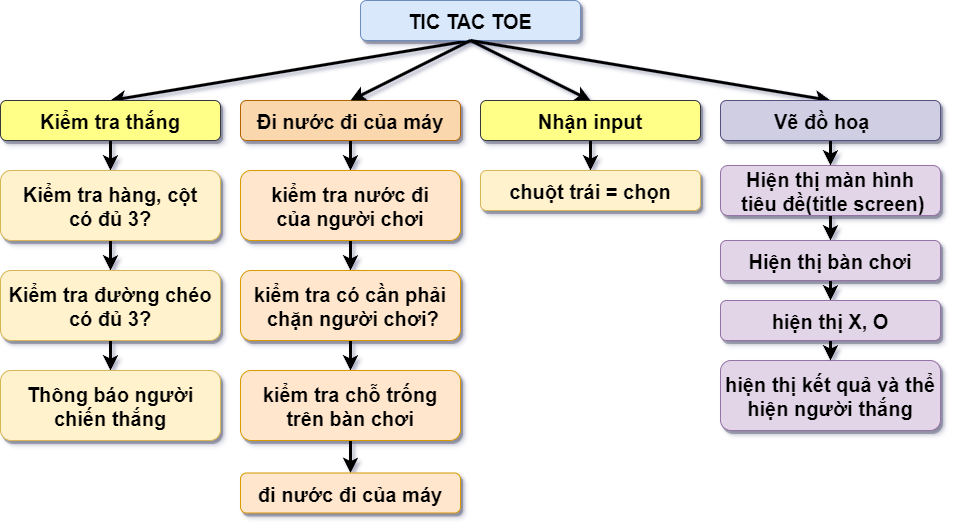 TIC TAC TOE
Kiểm tra thắng
Kiểm tra hàng, cột
có đủ 3?
Kiểm tra đường chéo
có đủ 3?
Thông báo người
chiến thắng
Đi nước đi của máy
kiểm tra nước đi
của người chơi
kiểm tra có cần phải
chặn người chơi?
kiểm tra chỗ trống
trên bàn chơi
đi nước đi của máy
Nhận input
chuột trái = chọn
Vẽ đồ hoạ
Hiện thị màn hình
tiêu đề(title screen)
Hiện thị bàn chơi
hiện thị X, O
hiện thị kết quả và thể
hiện người thắng